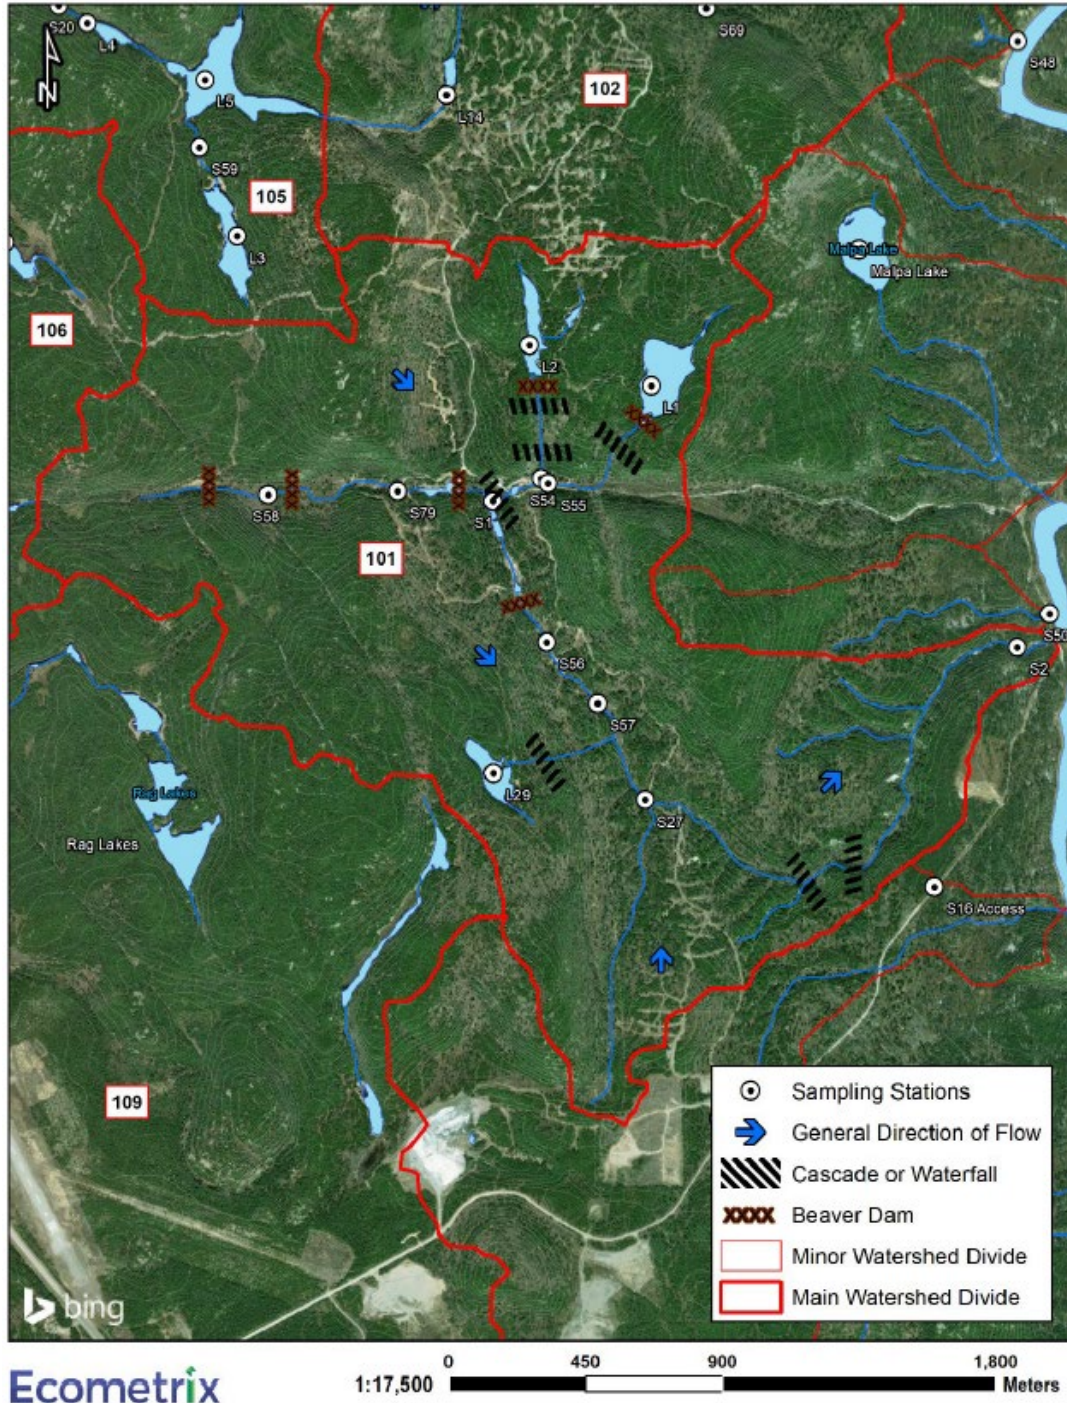 S20
L4
S69
S48
N
L5
102
L14
S59
105
L3
Malpa Lake
Malpa Lake
106
L2
L1
S58
S79
S1
S54
S55
101
S50
S2
S56
S57
L29
S27
Rag Lakes
Rag Lakes
S16 Access
109
Sampling Stations
General Direction of Flow
Cascade or Waterfall
XXXX Beaver Dam
Minor Watershed Divide
Main Watershed Divide
bing
Ecometrix
1:17,500
0 450 900 1,800
Meters